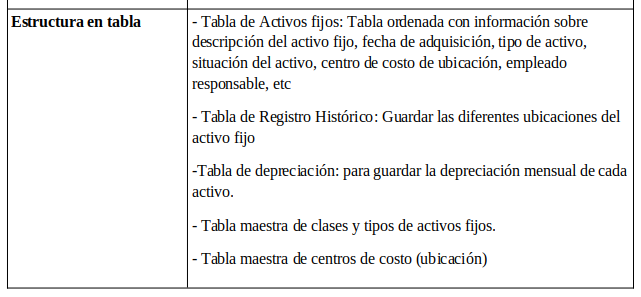 Estructura en tabla
- Tabla de Activos fijos: Tabla ordenada con información sobre
descripción del activo fijo, fecha de adquisición, tipo de activo,
situación del activo, centro de costo de ubicación, empleado
responsable, etc
- Tabla de Registro Histórico: Guardar las diferentes ubicaciones del
activo fijo
-Tabla de depreciación: para guardar la depreciación mensual de cada
activo.
- Tabla maestra de clases y tipos de activos fijos.
- Tabla maestra de centros de costo (ubicación)